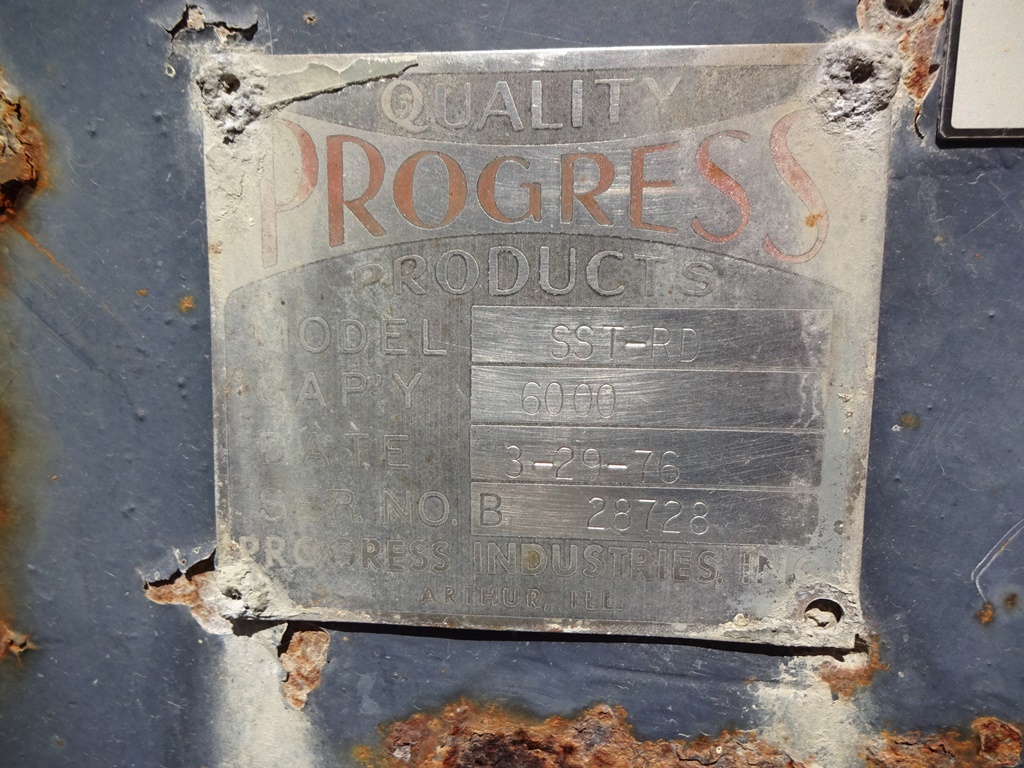 QUALITY
PROGRESS
PRODUCTS
MODEL SST-RD
CAP'Y 6000
DATE 3-29-76
SER. NO. B 28728
PROGRESS INDUSTRIES, INC.
ARTHUR, ILL.